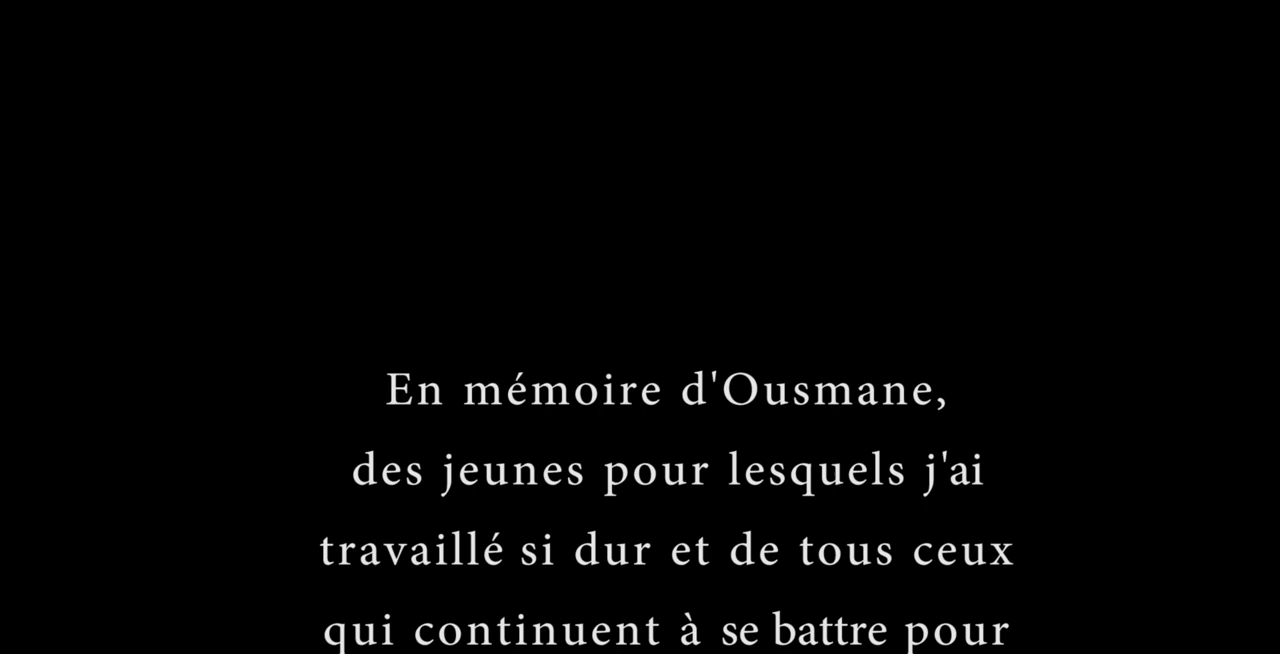 En mémoire d'Ousmane,
des jeunes pour lesquels j'ai
travaillé si dur et de tous ceux
qui continuent à se battre pour